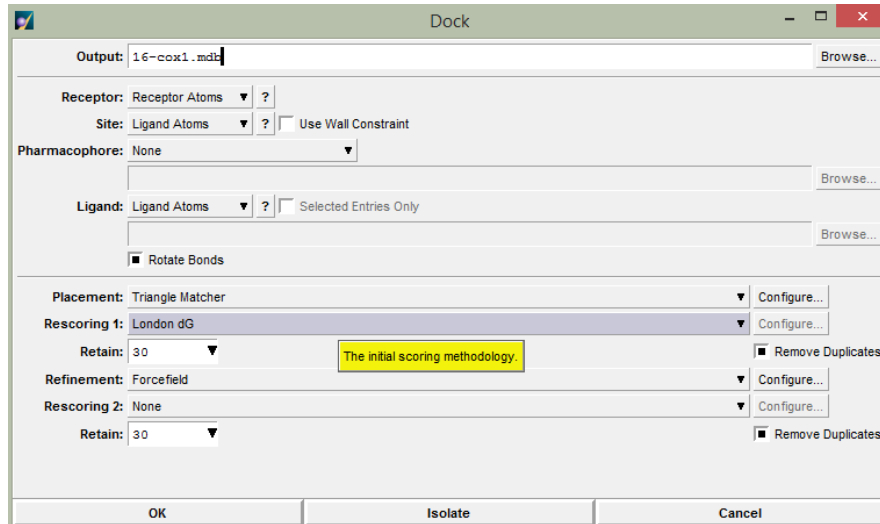 Dock
Output: 16-cox1.mdb Browse...
Receptor: Receptor Atoms ?
Site: Ligand Atoms ? Use Wall Constraint
Pharmacophore: None
Browse...
Ligand: Ligand Atoms ? Selected Entries Only
Browse...
Rotate Bonds
Placement: Triangle Matcher Configure...
Rescoring 1: London dG Configure...
Retain: 30 Remove Duplicates
The initial scoring methodology.
Refinement: Forcefield Configure...
Rescoring 2: None Configure...
Retain: 30 Remove Duplicates
OK Isolate Cancel